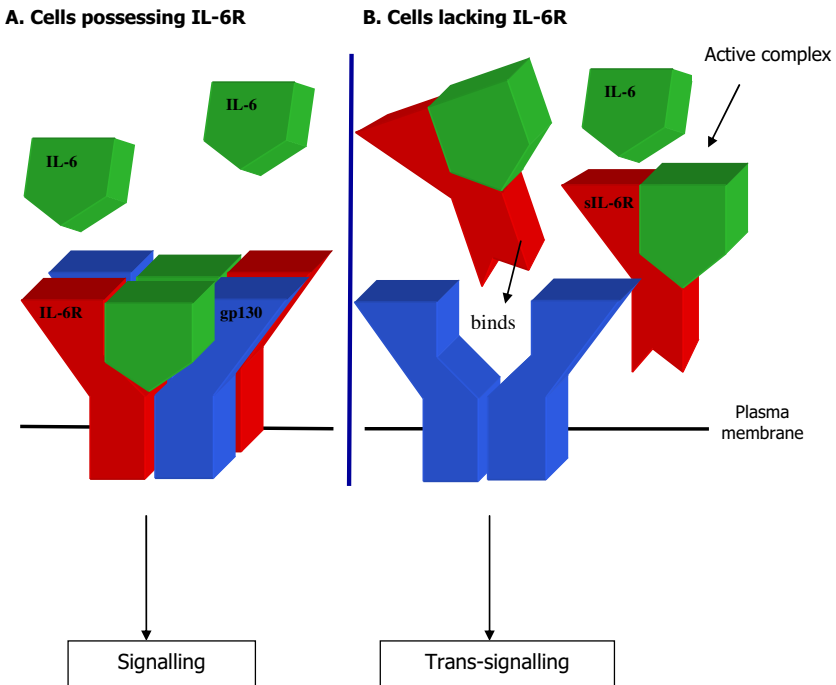 A. Cells possessing IL-6R
B. Cells lacking IL-6R
Active complex
IL-6
IL-6
IL-6
sIL-6R
IL-6R
gp130
binds
Plasma
membrane
Signalling
Trans-signalling